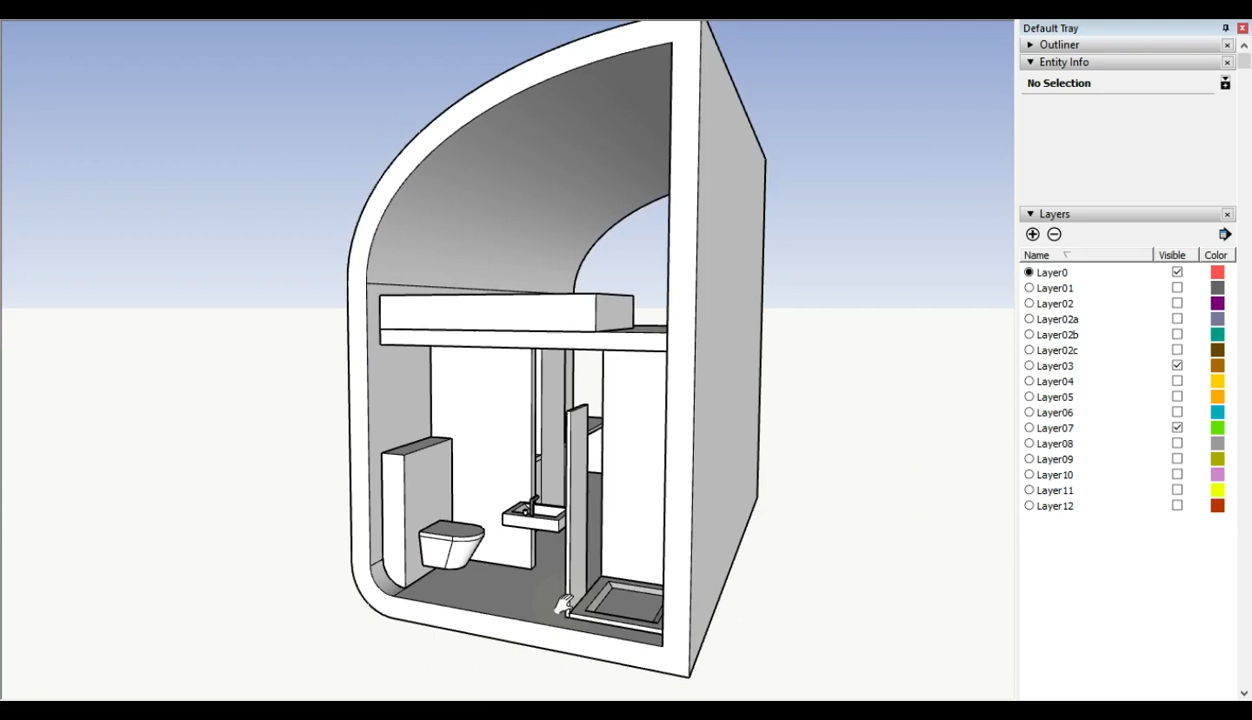 Default Tray
Outliner
Entity Info
No Selection
Layers
Name Visible Color
Layer0
Layer01
Layer02
Layer02a
Layer02b
Layer02c
Layer03
Layer04
Layer05
Layer06
Layer07
Layer08
Layer09
Layer10
Layer11
Layer12